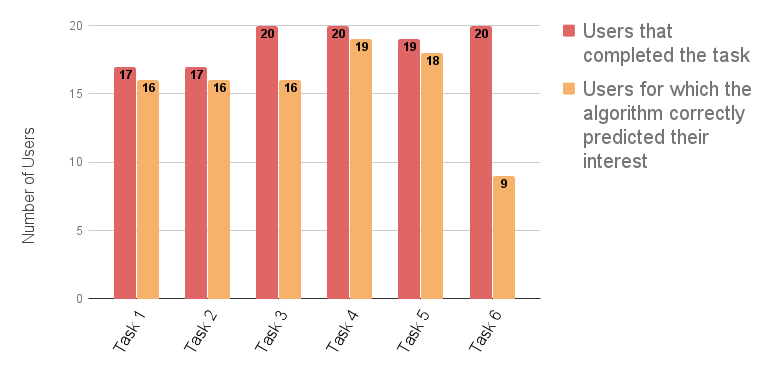 20
15
10
5
0
Number of Users
17
16
17
16
20
16
20
19
19
18
20
9
Task 1
Task 2
Task 3
Task 4
Task 5
Task 6
Users that
completed the task
Users for which the
algorithm correctly
predicted their
interest